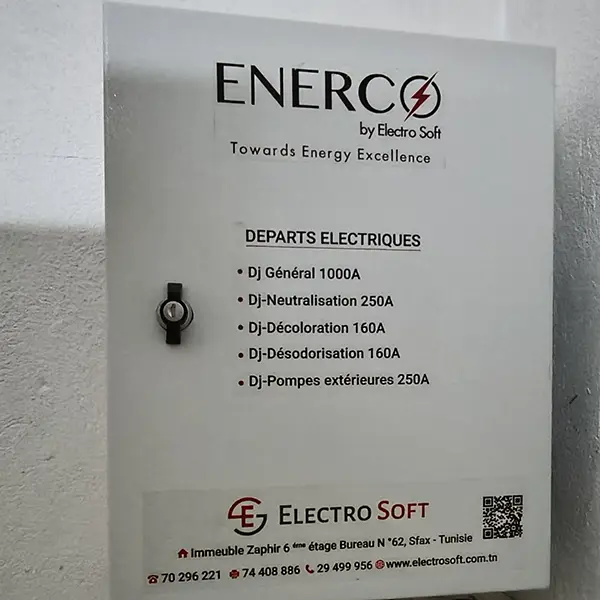 ENERCO
by Electro Soft
Towards Energy Excellence
DEPARTS ELECTRIQUES
• Dj Général 1000A
• Dj-Neutralisation 250A
• Dj-Décoloration 160A
• Dj-Désodorisation 160A
• Dj-Pompes extérieures 250A
ELECTRO SOFT
Immeuble Zaphir 6 éme étage Bureau N °62, Sfax - Tunisie
70 296 221 74 408 886 29 499 956 www.electrosoft.com.tn